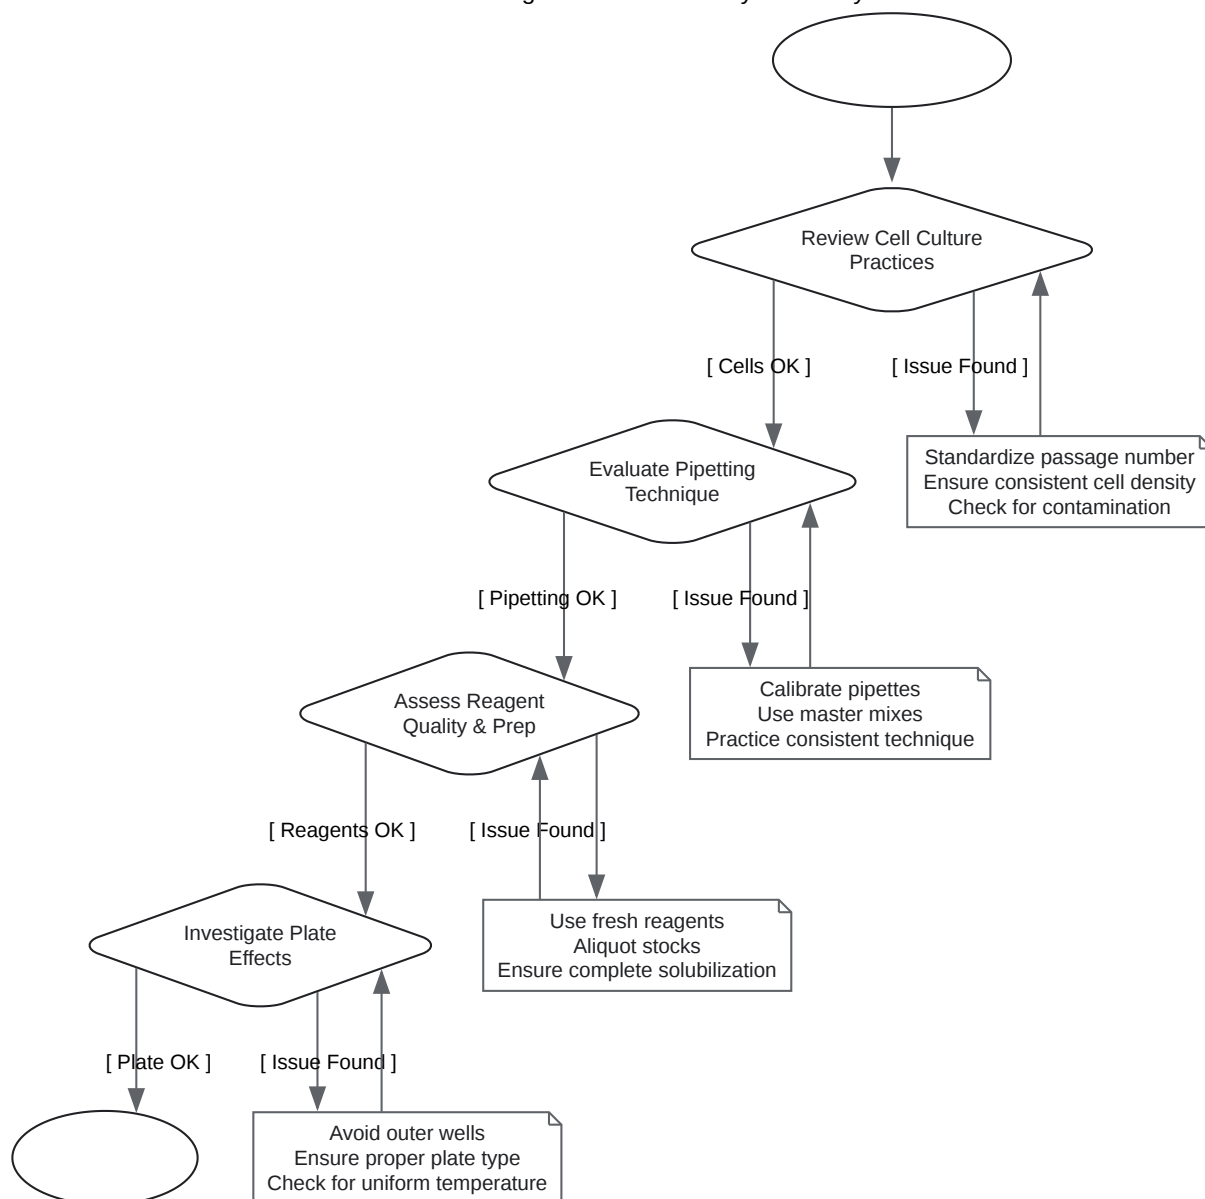 Review Cell Culture
Practices
[ Cells OK ]
[ Issue Found ]
Standardize passage number
Ensure consistent cell density
Check for contamination
Evaluate Pipetting
Technique
[ Pipetting OK ]
[ Issue Found ]
Calibrate pipettes
Use master mixes
Practice consistent technique
Assess Reagent
Quality & Prep
[ Reagents OK ]
[ Issue Found ]
Use fresh reagents
Aliquot stocks
Ensure complete solubilization
Investigate Plate
Effects
[ Plate OK ]
[ Issue Found ]
Avoid outer wells
Ensure proper plate type
Check for uniform temperature